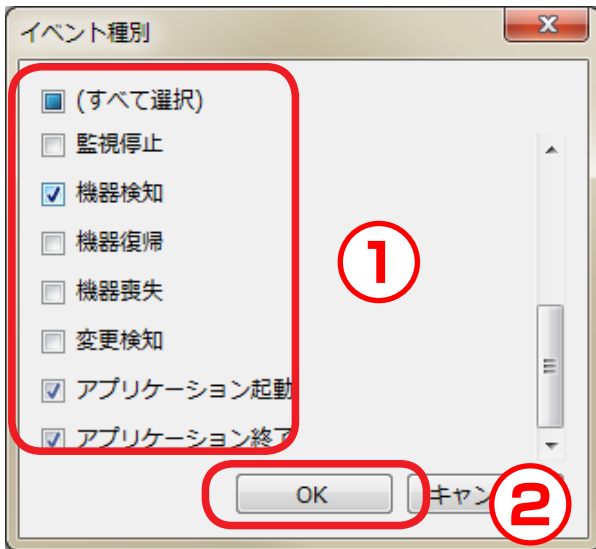 イベント種別
(すべて選択)
監視停止
機器検知
機器復帰
機器喪失
変更検知
アプリケーション起動
アプリケーション終了
1
OK
キャン
2